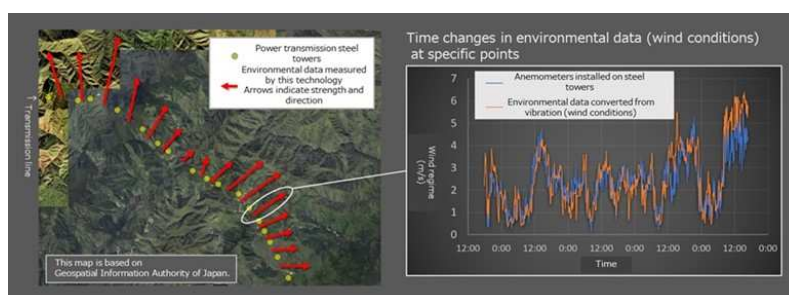 Power transmission steel
towers
Environmental data measured
by this technology
Arrows indicate strength and
direction
↑ Transmission line
This map is based on
Geospatial Information Authority of Japan.
Time changes in environmental data (wind conditions)
at specific points
Anemometers installed on steel
towers
Environmental data converted from
vibration (wind conditions)
Wind regime
(m/s)
7
6
5
4
3
2
1
0
12:00 0:00 12:00 0:00 12:00 0:00 12:00 0:00 12:00 0:00
Time